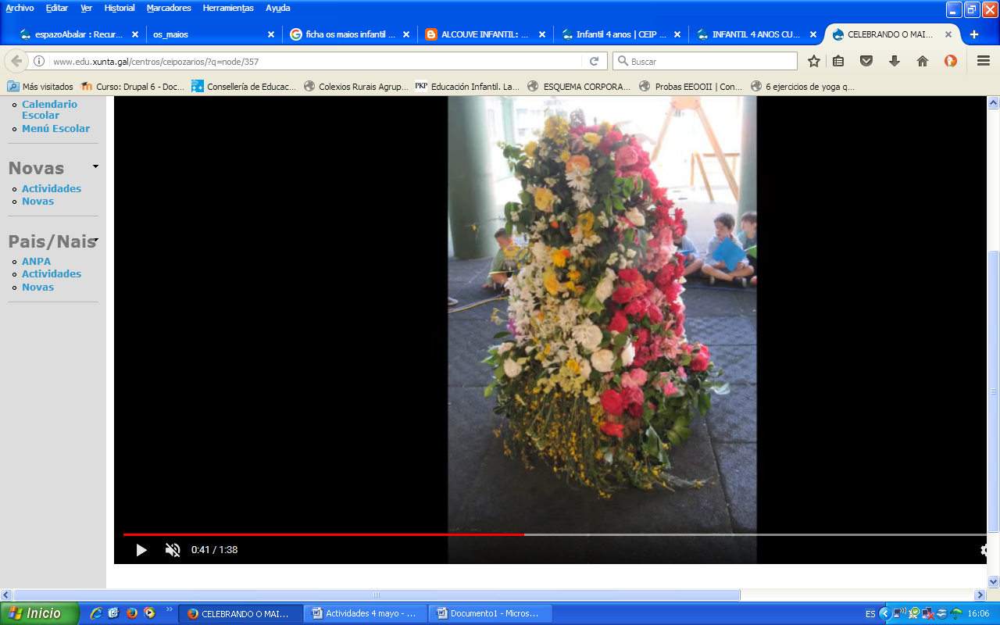 Archivo Editar Ver Historial Marcadores Herramientas Ayuda
espazoAbalar : Recur... os_maios ficha os maios infantil ... ALCOUVE INFANTIL: ... Infantil 4 anos | CEIP ... INFANTIL 4 ANOS CU... CELEBRANDO O MAI...
www.edu.xunta.gal/centros/ceipozarios/?q=node/357 Buscar
Más visitados Curso: Drupal 6 - Doc... Consellería de Educac... Colexios Rurais Agrup... PKP Educación Infantil. La... ESQUEMA CORPORA... Probas EEOOII | Con... 6 ejercicios de yoga q...
Calendario
Escolar
Menú Escolar
Novas
Actividades
Novas
Pais/Nais
ANPA
Actividades
Novas
0:41 / 1:38
Inicio CELEBRANDO O MAI... Actividades 4 mayo - ... Documento1 - Micros... ES 16:06